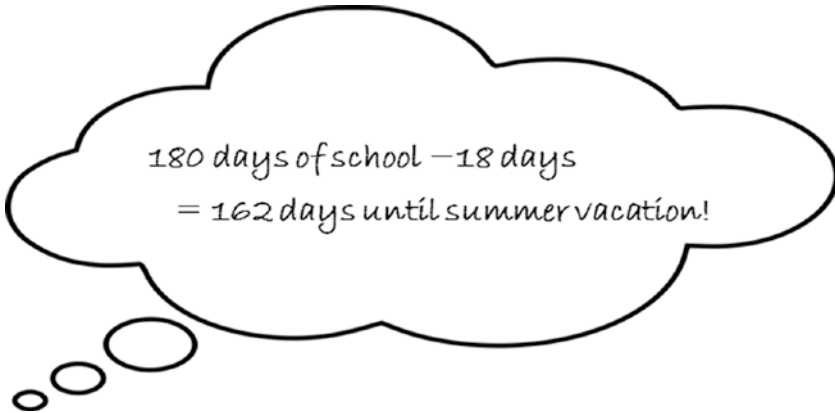 180 days of school –18 days
= 162 days until summer vacation!